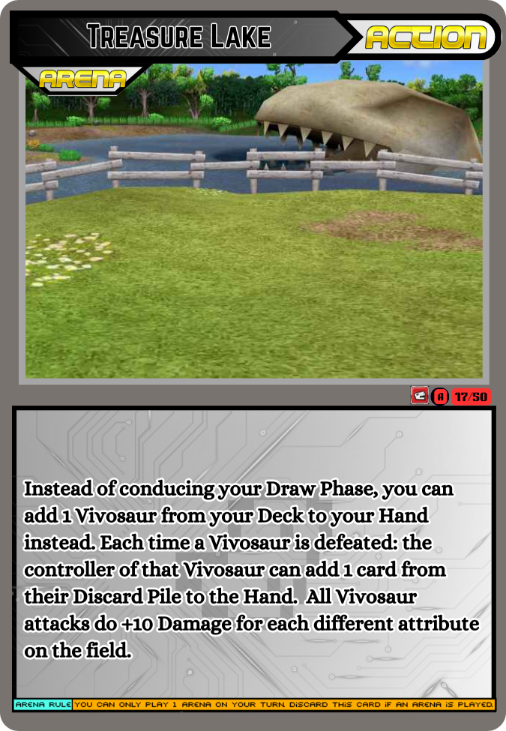 Treasure Lake
ACTION
ARENA
A 17/50
Instead of conducing your Draw Phase, you can
add 1 Vivosaur from your Deck to your Hand
instead. Each time a Vivosaur is defeated: the
controller of that Vivosaur can add 1 card from
their Discard Pile to the Hand. All Vivosaur
attacks do +10 Damage for each different attribute
on the field.
ARENA RULE YOU CAN ONLY PLAY 1 ARENA ON YOUR TURN. DISCARD THIS CARD IF AN ARENA IS PLAYED.